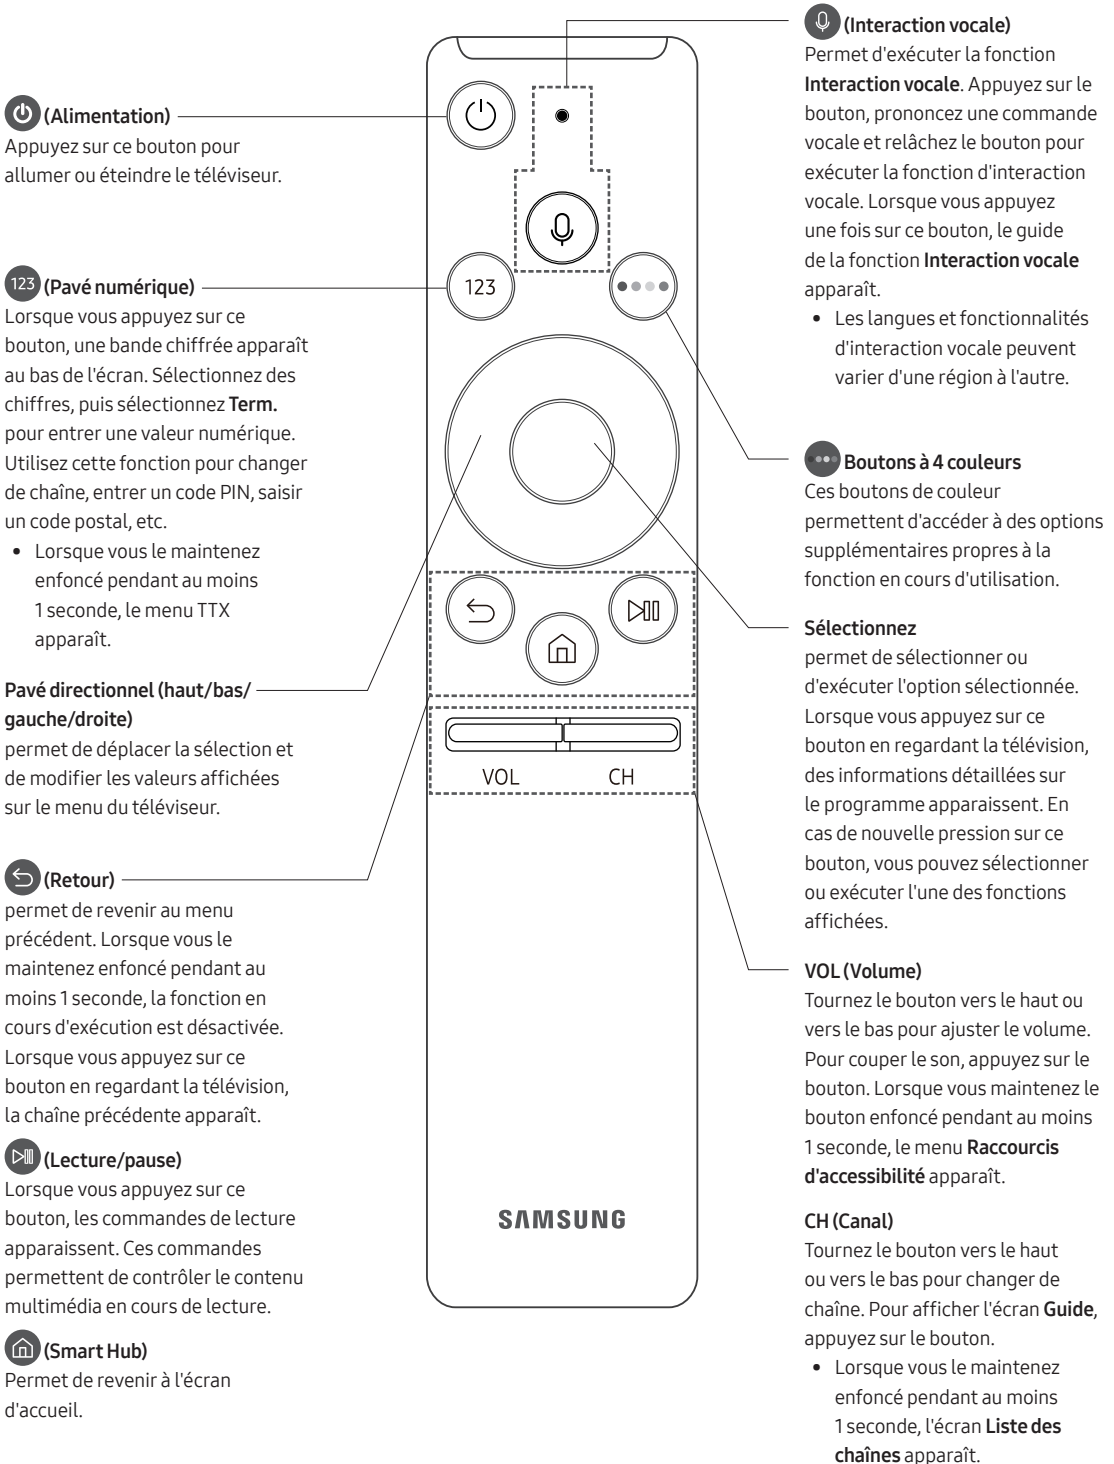 (Alimentation)
Appuyez sur ce bouton pour
allumer ou éteindre le téléviseur.
123 (Pavé numérique)
Lorsque vous appuyez sur ce
bouton, une bande chiffrée apparaît
au bas de l'écran. Sélectionnez des
chiffres, puis sélectionnez Term.
pour entrer une valeur numérique.
Utilisez cette fonction pour changer
de chaîne, entrer un code PIN, saisir
un code postal, etc.
• Lorsque vous le maintenez
enfoncé pendant au moins
1 seconde, le menu TTX
apparaît.
Pavé directionnel (haut/bas/
gauche/droite)
permet de déplacer la sélection et
de modifier les valeurs affichées
sur le menu du téléviseur.
(Retour)
permet de revenir au menu
précédent. Lorsque vous le
maintenez enfoncé pendant au
moins 1 seconde, la fonction en
cours d'exécution est désactivée.
Lorsque vous appuyez sur ce
bouton en regardant la télévision,
la chaîne précédente apparaît.
(Lecture/pause)
Lorsque vous appuyez sur ce
bouton, les commandes de lecture
apparaissent. Ces commandes
permettent de contrôler le contenu
multimédia en cours de lecture.
(Smart Hub)
Permet de revenir à l'écran
d'accueil.
123
VOL
CH
SAMSUNG
(Interaction vocale)
Permet d'exécuter la fonction
Interaction vocale. Appuyez sur le
bouton, prononcez une commande
vocale et relâchez le bouton pour
exécuter la fonction d'interaction
vocale. Lorsque vous appuyez
une fois sur ce bouton, le guide
de la fonction Interaction vocale
apparaît.
• Les langues et fonctionnalités
d'interaction vocale peuvent
varier d'une région à l'autre.
Boutons à 4 couleurs
Ces boutons de couleur
permettent d'accéder à des options
supplémentaires propres à la
fonction en cours d'utilisation.
Sélectionnez
permet de sélectionner ou
d'exécuter l'option sélectionnée.
Lorsque vous appuyez sur ce
bouton en regardant la télévision,
des informations détaillées sur
le programme apparaissent. En
cas de nouvelle pression sur ce
bouton, vous pouvez sélectionner
ou exécuter l'une des fonctions
affichées.
VOL (Volume)
Tournez le bouton vers le haut ou
vers le bas pour ajuster le volume.
Pour couper le son, appuyez sur le
bouton. Lorsque vous maintenez le
bouton enfoncé pendant au moins
1 seconde, le menu Raccourcis
d'accessibilité apparaît.
CH (Canal)
Tournez le bouton vers le haut
ou vers le bas pour changer de
chaîne. Pour afficher l'écran Guide,
appuyez sur le bouton.
• Lorsque vous le maintenez
enfoncé pendant au moins
1 seconde, l'écran Liste des
chaînes apparaît.